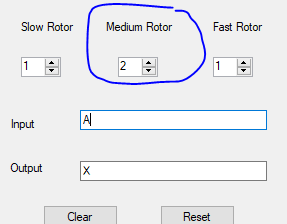 Slow Rotor Medium Rotor Fast Rotor
1 2 1
Input A
Output X
Clear Reset